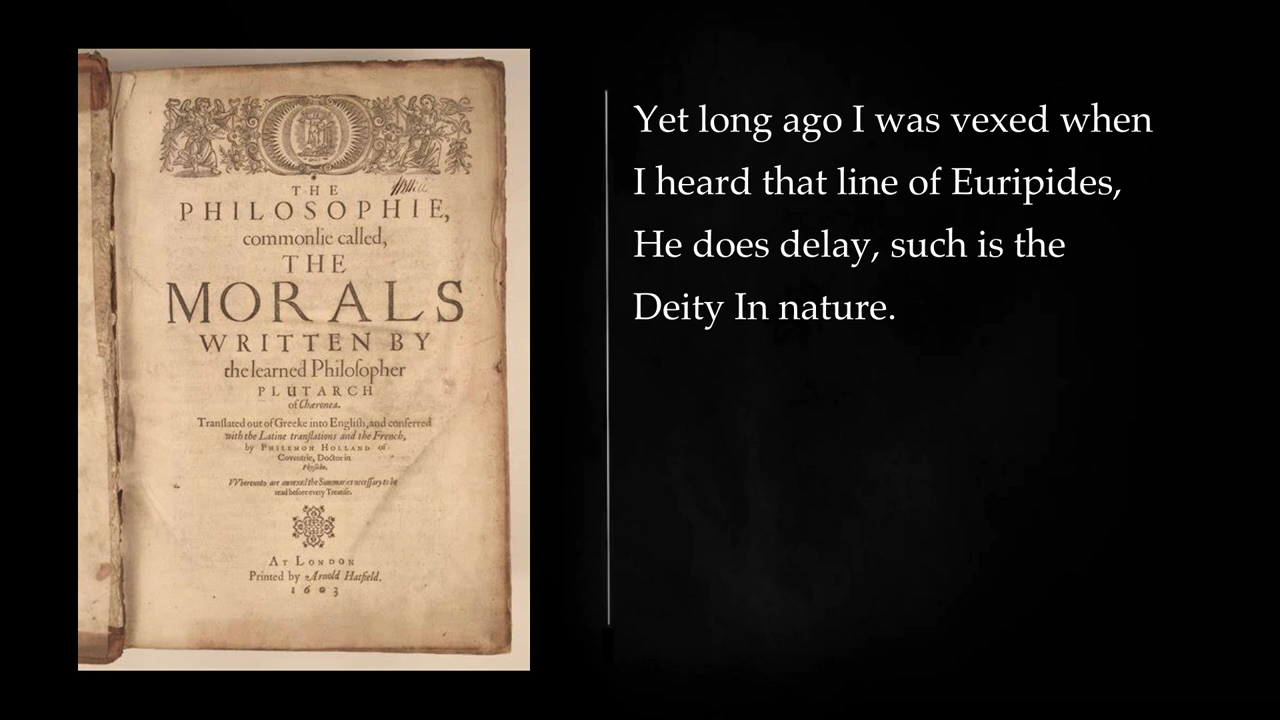 THE
PHILOSOPHIE,
commonlie called,
THE
MORALS
WRITTEN BY
the learned Philoſopher
PLUTARCH
of Chæronea.
Tranſlated out of Greeke into Engliſh, and conferred
with the Latine tranſlations and the French,
by PHILEMON HOLLAND of
Coventrie, Doctor in
Phyſicke.
VVhereunto are annexed the Summaries neceſſary to be
read before every Treatiſe.
AT LONDON
Printed by Arnold Hatfield.
1603
Yet long ago I was vexed when
I heard that line of Euripides,
He does delay, such is the
Deity In nature.